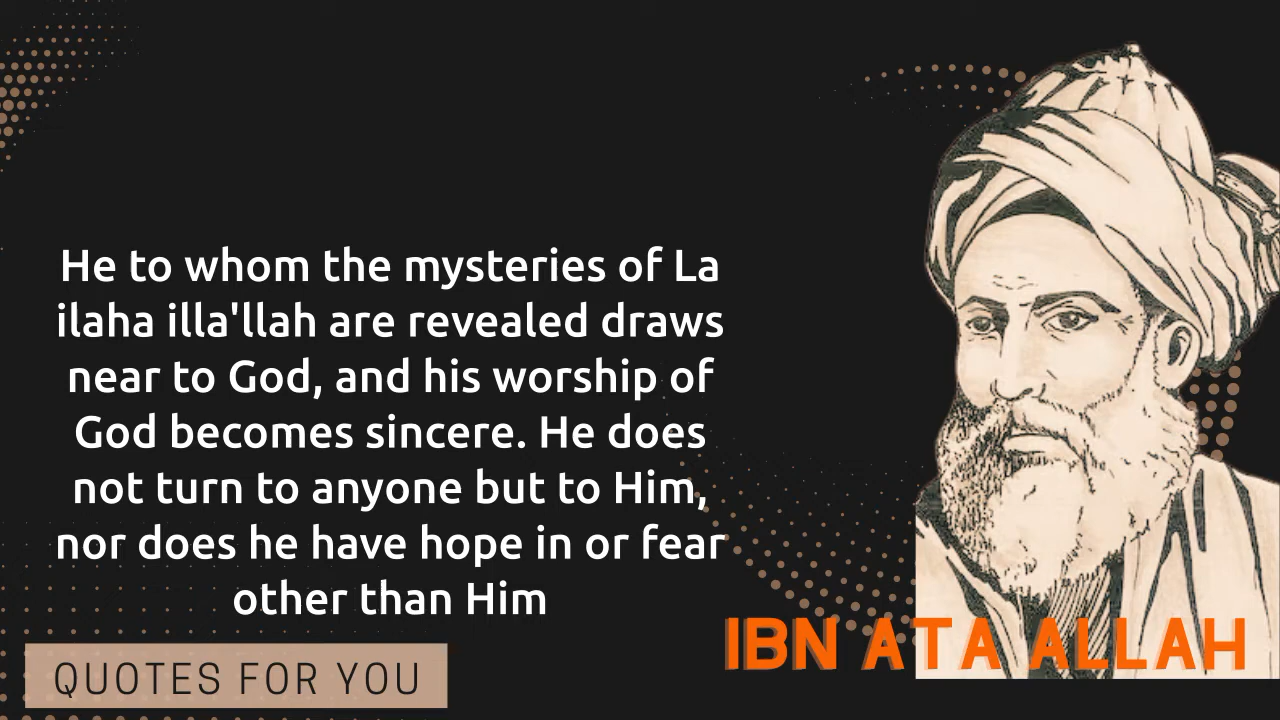 He to whom the mysteries of La
ilaha illa'llah are revealed draws
near to God, and his worship of
God becomes sincere. He does
not turn to anyone but to Him,
nor does he have hope in or fear
other than Him
IBN ATA ALLAH
QUOTES FOR YOU